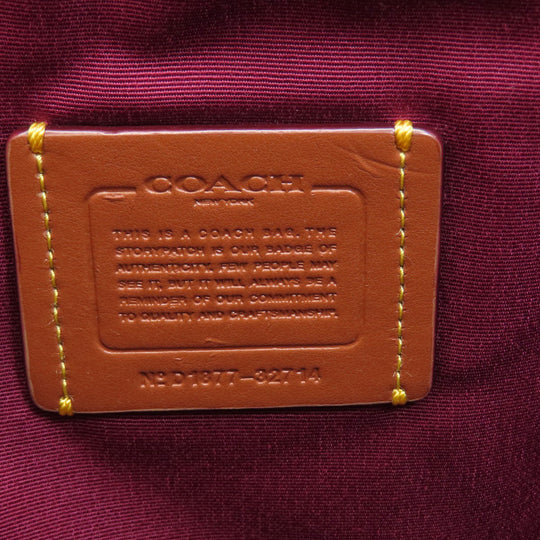 COACH
NEW YORK
THIS IS A COACH BAG. THE
STORYPATCH IS OUR BADGE OF
AUTHENTICITY. FEW PEOPLE MAY
SEE IT, BUT IT WILL ALWAYS BE A
REMINDER OF OUR COMMITMENT
TO QUALITY AND CRAFTSMANSHIP.
Nº D1877-32714